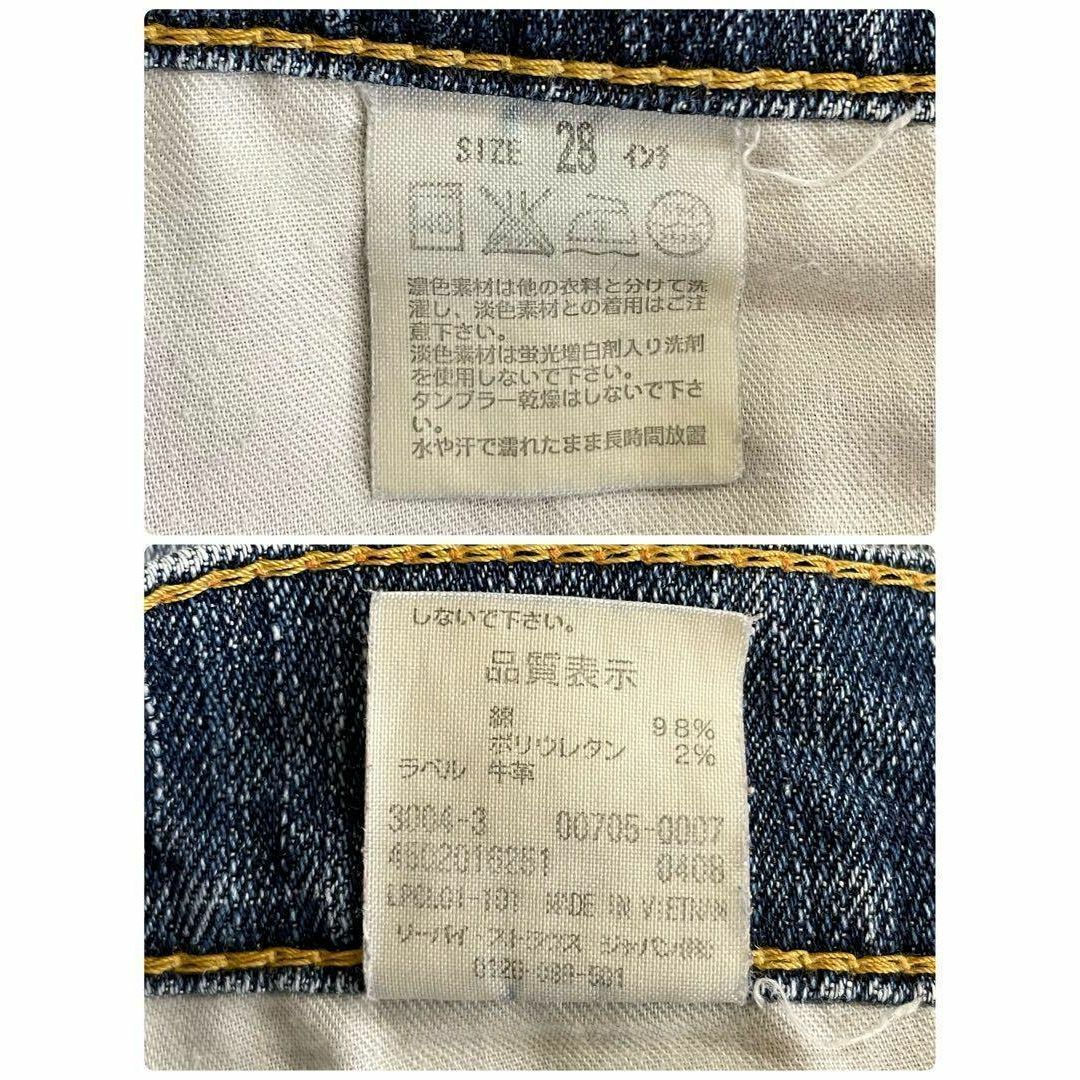 SIZE 28 インチ
40
濃色素材は他の衣料と分けて洗
濯し、淡色素材との着用はご注
意下さい。
淡色素材は蛍光増白剤入り洗剤
を使用しないで下さい。
タンブラー乾燥はしないで下さ
い。
水や汗で濡れたまま長時間放置
しないで下さい。
品質表示
綿 98%
ポリウレタン 2%
ラベル 牛革
3004-3 00705-0007
4502016261 0408
MADE IN VIETNAM
リーバイ ストラウス ジャパン(株)